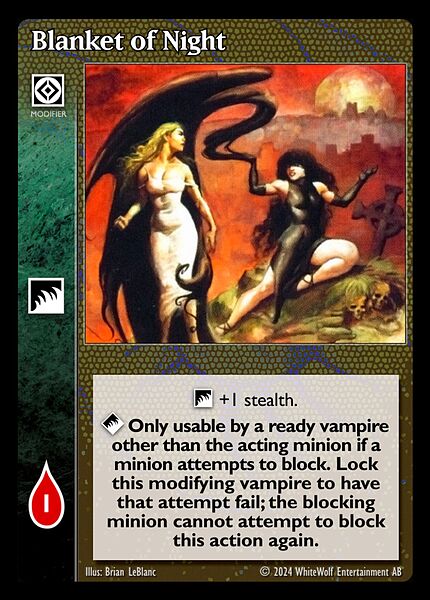 Blanket of Night
MODIFIER
+1 stealth.
Only usable by a ready vampire
other than the acting minion if a
minion attempts to block. Lock
this modifying vampire to have
that attempt fail; the blocking
minion cannot attempt to block
this action again.
1
Illus: Brian LeBlanc
© 2024 WhiteWolf Entertainment AB